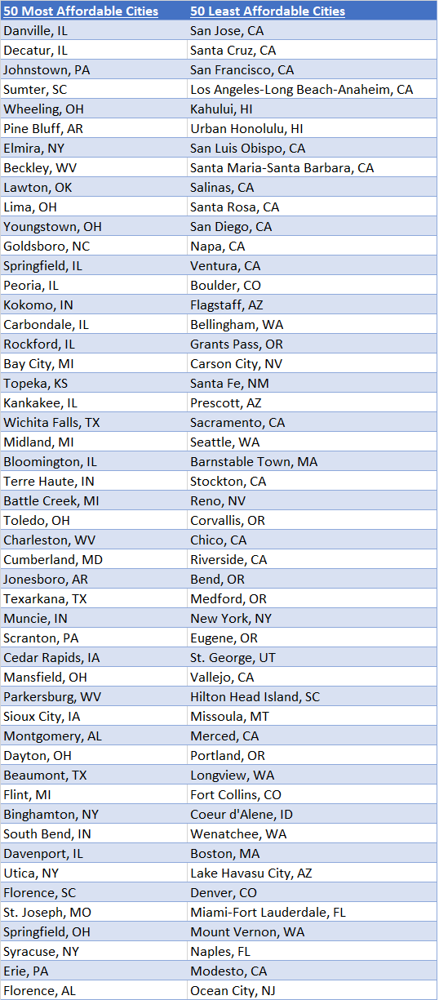 50 Most Affordable Cities 50 Least Affordable Cities
Danville, IL San Jose, CA
Decatur, IL Santa Cruz, CA
Johnstown, PA San Francisco, CA
Sumter, SC Los Angeles-Long Beach-Anaheim, CA
Wheeling, OH Kahului, HI
Pine Bluff, AR Urban Honolulu, HI
Elmira, NY San Luis Obispo, CA
Beckley, WV Santa Maria-Santa Barbara, CA
Lawton, OK Salinas, CA
Lima, OH Santa Rosa, CA
Youngstown, OH San Diego, CA
Goldsboro, NC Napa, CA
Springfield, IL Ventura, CA
Peoria, IL Boulder, CO
Kokomo, IN Flagstaff, AZ
Carbondale, IL Bellingham, WA
Rockford, IL Grants Pass, OR
Bay City, MI Carson City, NV
Topeka, KS Santa Fe, NM
Kankakee, IL Prescott, AZ
Wichita Falls, TX Sacramento, CA
Midland, MI Seattle, WA
Bloomington, IL Barnstable Town, MA
Terre Haute, IN Stockton, CA
Battle Creek, MI Reno, NV
Toledo, OH Corvallis, OR
Charleston, WV Chico, CA
Cumberland, MD Riverside, CA
Jonesboro, AR Bend, OR
Texarkana, TX Medford, OR
Muncie, IN New York, NY
Scranton, PA Eugene, OR
Cedar Rapids, IA St. George, UT
Mansfield, OH Vallejo, CA
Parkersburg, WV Hilton Head Island, SC
Sioux City, IA Missoula, MT
Montgomery, AL Merced, CA
Dayton, OH Portland, OR
Beaumont, TX Longview, WA
Flint, MI Fort Collins, CO
Binghamton, NY Coeur d'Alene, ID
South Bend, IN Wenatchee, WA
Davenport, IL Boston, MA
Utica, NY Lake Havasu City, AZ
Florence, SC Denver, CO
St. Joseph, MO Miami-Fort Lauderdale, FL
Springfield, OH Mount Vernon, WA
Syracuse, NY Naples, FL
Erie, PA Modesto, CA
Florence, AL Ocean City, NJ